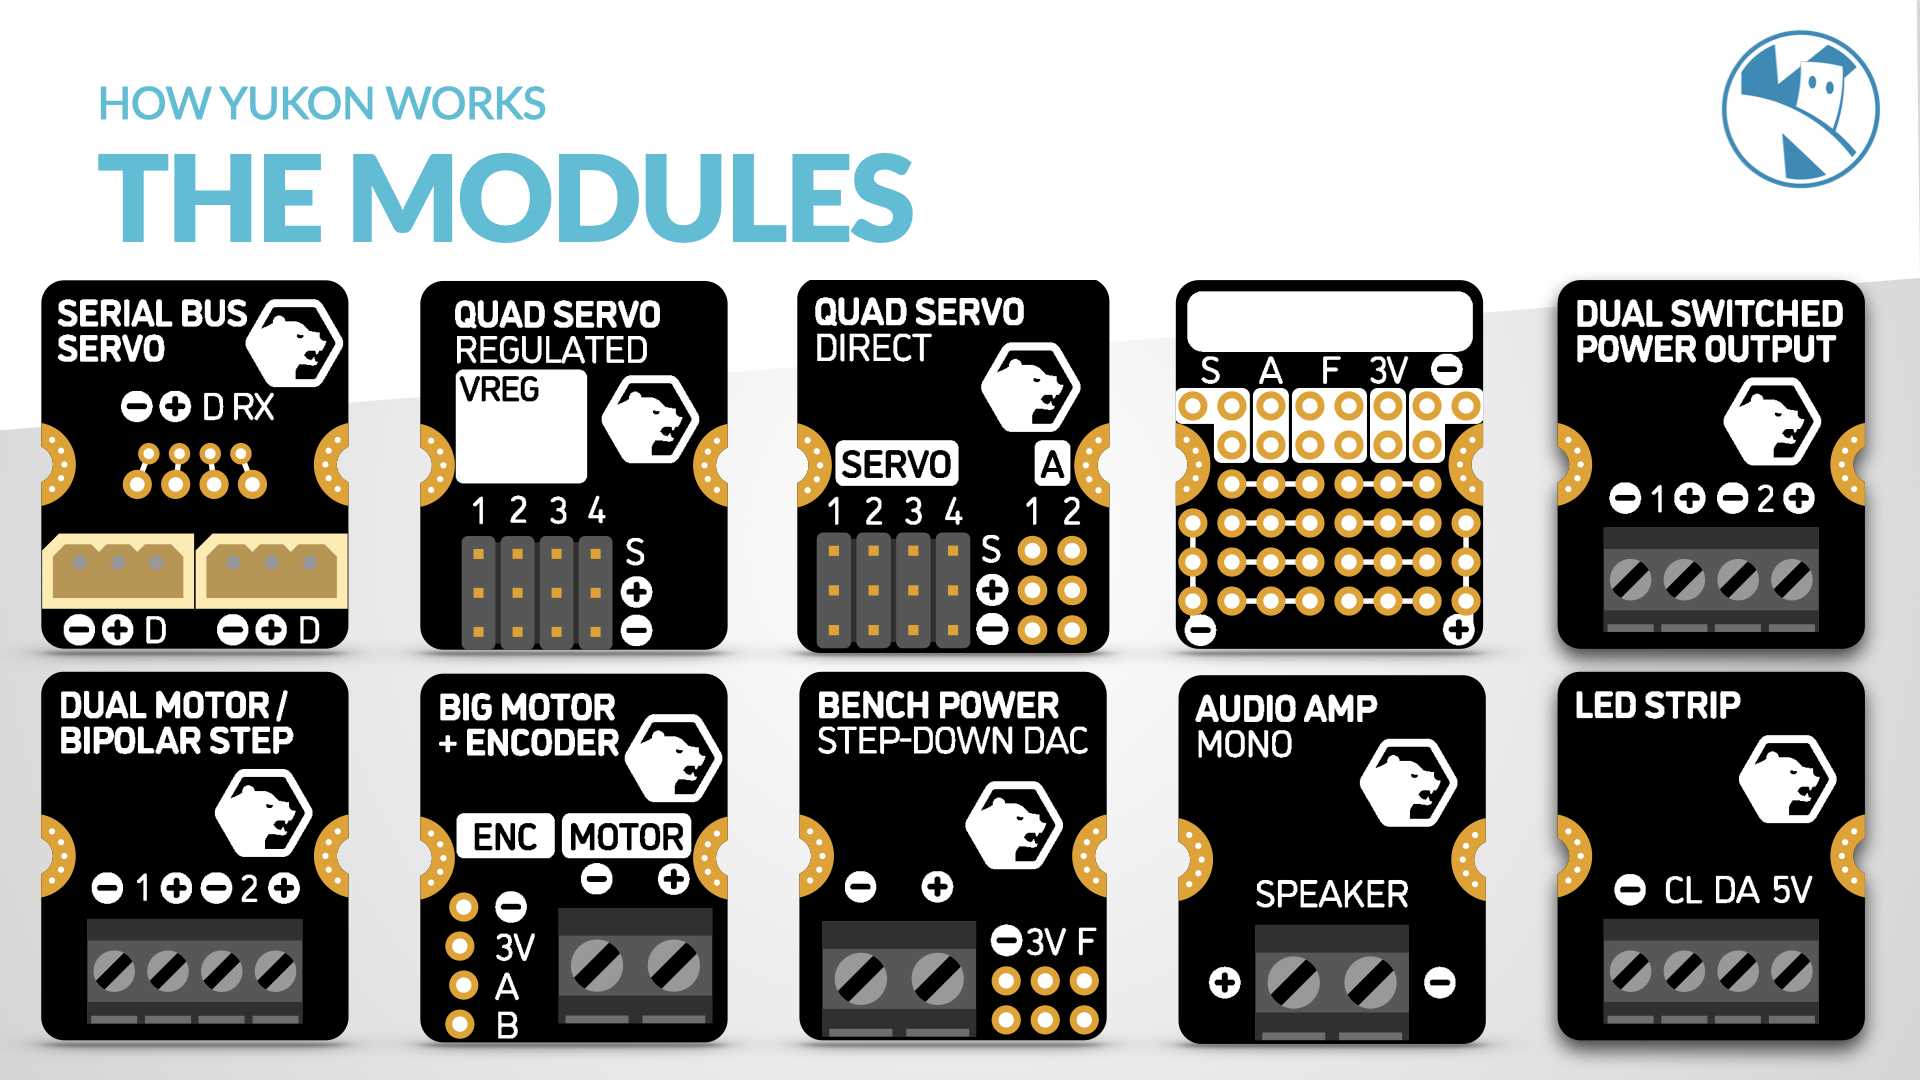 HOW YUKON WORKS
THE MODULES
SERIAL BUS
SERVO
- + D RX
- + D - + D
QUAD SERVO
REGULATED
VREG
1 2 3 4
S
+
-
QUAD SERVO
DIRECT
SERVO A
1 2 3 4 1 2
S
+
-
S A F 3V -
- +
DUAL SWITCHED
POWER OUTPUT
- 1 + - 2 +
DUAL MOTOR /
BIPOLAR STEP
- 1 + - 2 +
BIG MOTOR
+ ENCODER
ENC MOTOR
- +
-
3V
A
B
BENCH POWER
STEP-DOWN DAC
- +
- 3V F
AUDIO AMP
MONO
SPEAKER
+ -
LED STRIP
- CL DA 5V